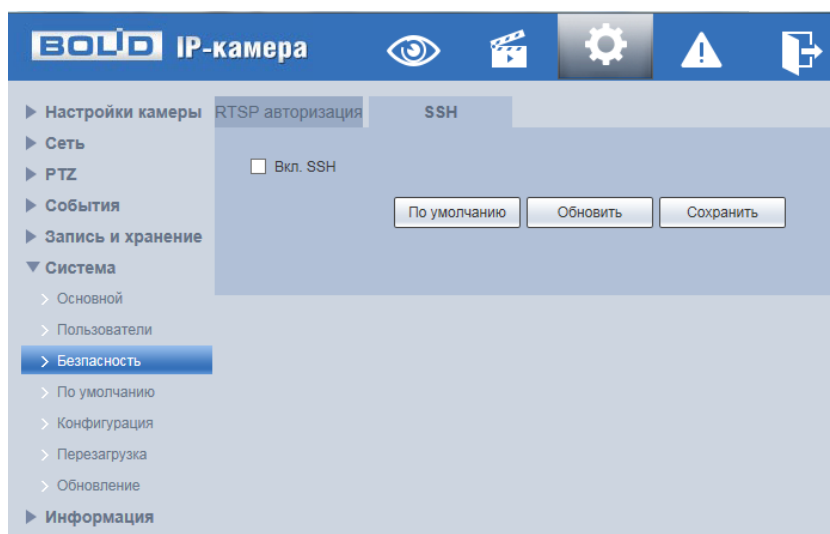 BOLID IP-камера
Настройки камеры
Сеть
PTZ
События
Запись и хранение
Система
Основной
Пользователи
Безпасность
По умолчанию
Конфигурация
Перезагрузка
Обновление
Информация
RTSP авторизация SSH
Вкл. SSH
По умолчанию Обновить Сохранить